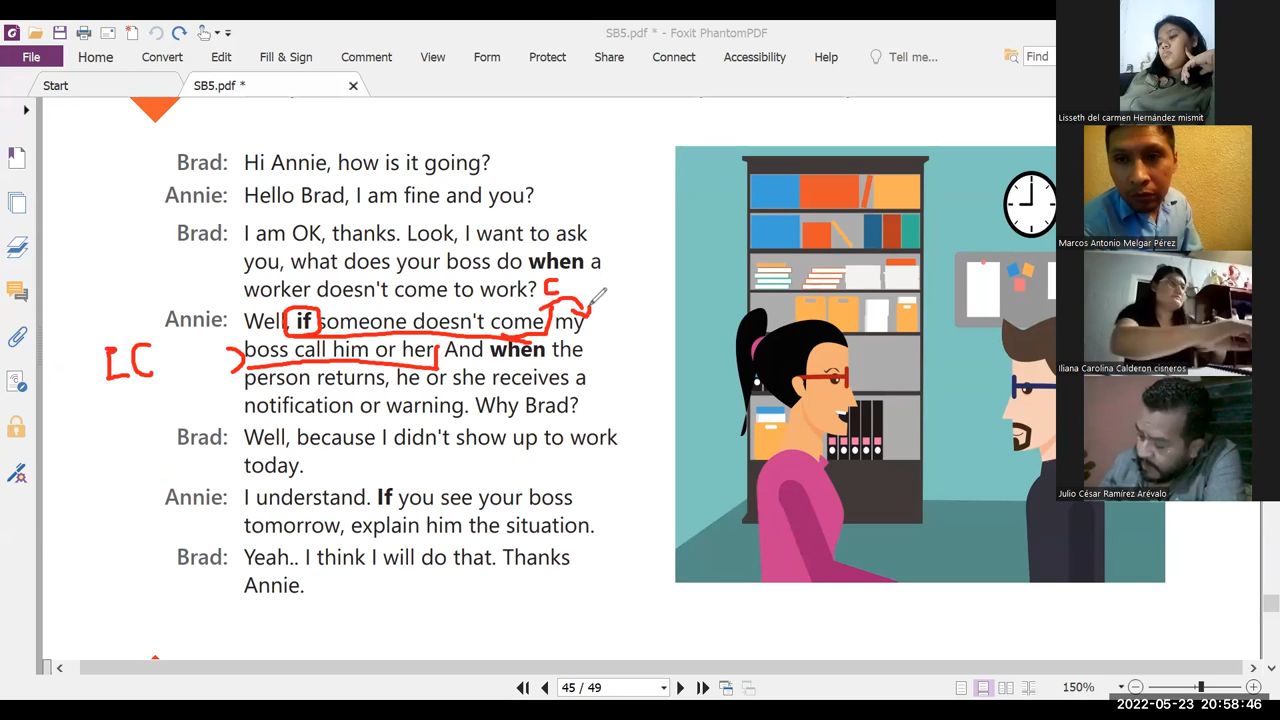 SB5.pdf * - Foxit PhantomPDF
File Home Convert Edit Fill & Sign Comment View Form Protect Share Connect Accessibility Help Tell me... Find
Start SB5.pdf *
Brad: Hi Annie, how is it going?
Annie: Hello Brad, I am fine and you?
Brad: I am OK, thanks. Look, I want to ask
you, what does your boss do when a
worker doesn't come to work?
C
Annie: Well, if someone doesn't come, my
boss call him or her. And when the
person returns, he or she receives a
notification or warning. Why Brad?
IC
Brad: Well, because I didn't show up to work
today.
Annie: I understand. If you see your boss
tomorrow, explain him the situation.
Brad: Yeah.. I think I will do that. Thanks
Annie.
Lisseth del carmen Hernández mismit
Marcos Antonio Melgar Pérez
Iliana Carolina Calderon cisneros
Julio César Ramírez Arévalo
45 / 49
150%
2022-05-23 20:58:46